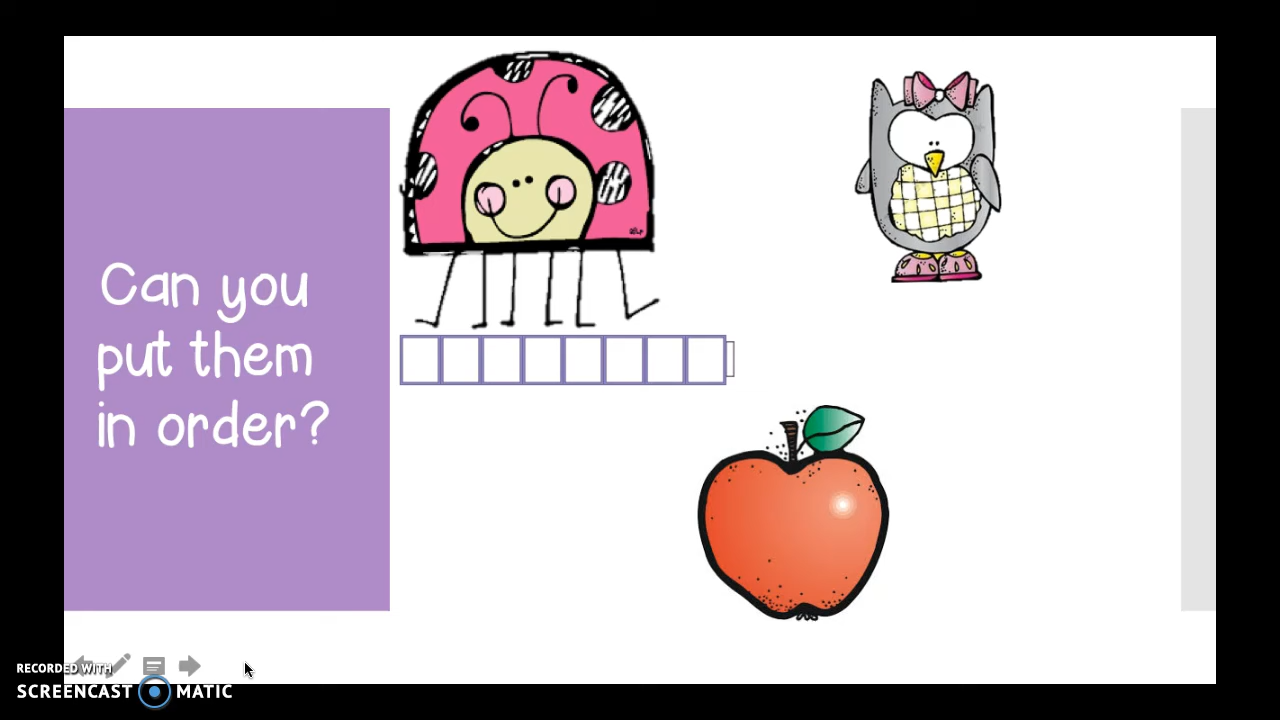 Can you
put them
in order?
RECORDED WITH
SCREENCAST MATIC